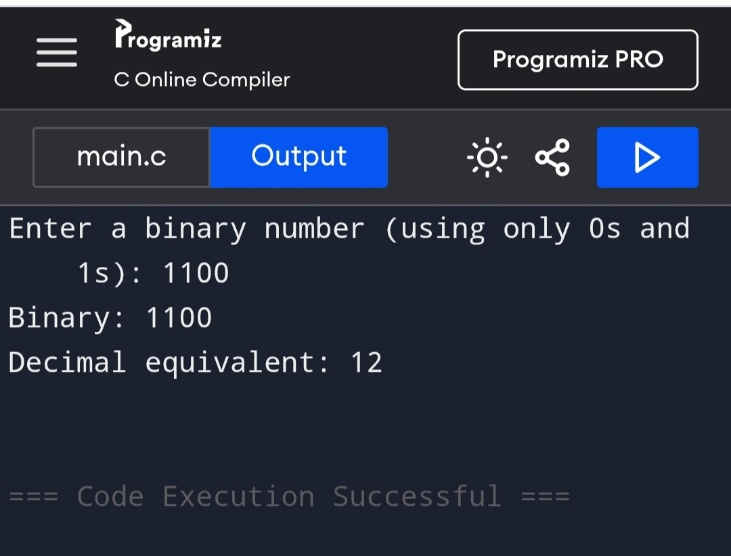 Programiz
C Online Compiler
Programiz PRO
main.c
Output
Enter a binary number (using only 0s and
1s): 1100
Binary: 1100
Decimal equivalent: 12
=== Code Execution Successful ===